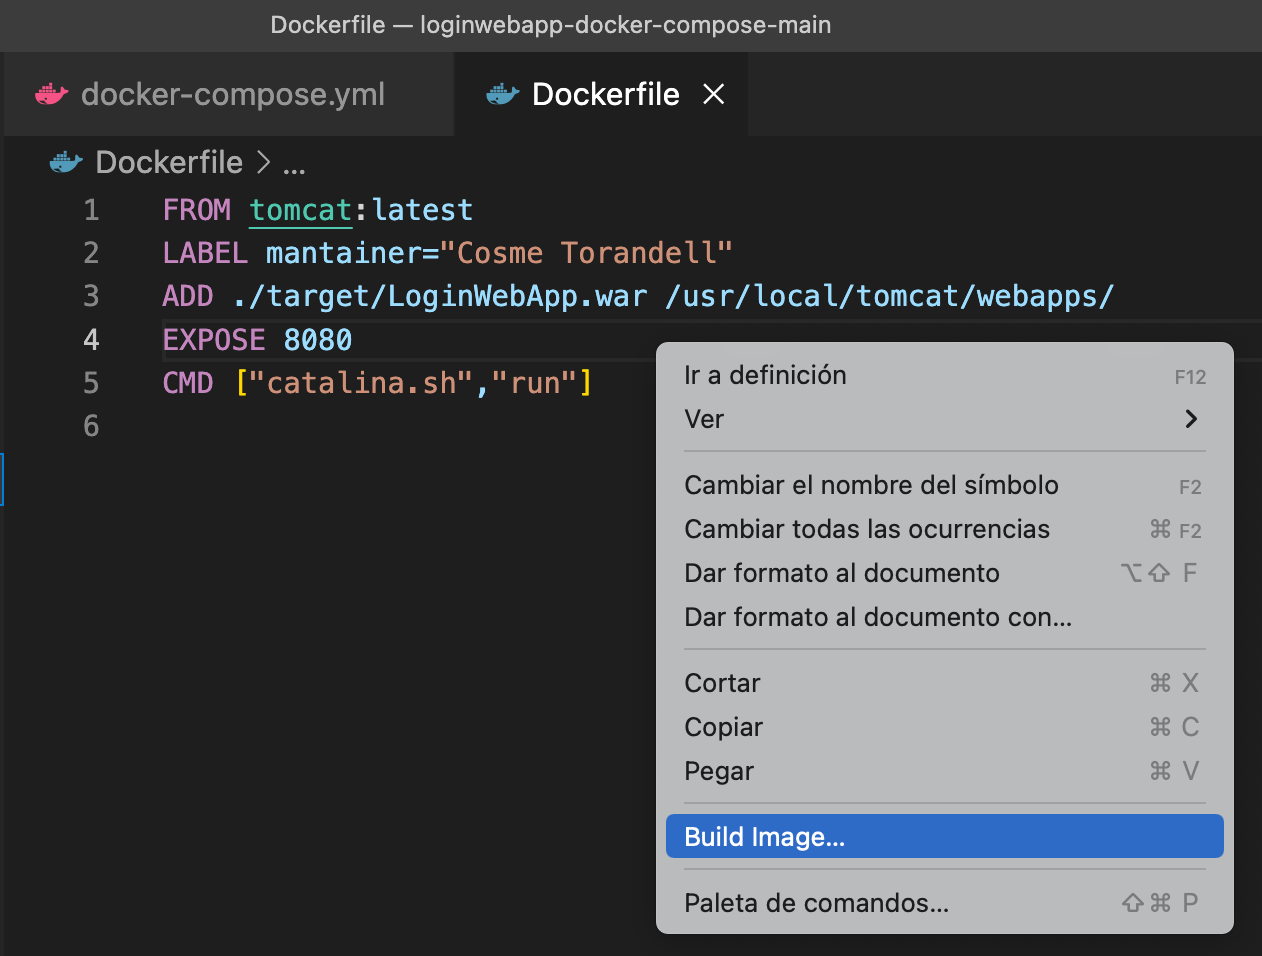 Dockerfile — loginwebapp-docker-compose-main
docker-compose.yml
Dockerfile
Dockerfile > ...
1 FROM tomcat:latest
2 LABEL mantainer="Cosme Torandell"
3 ADD ./target/LoginWebApp.war /usr/local/tomcat/webapps/
4 EXPOSE 8080
5 CMD ["catalina.sh","run"]
6
Ir a definición F12
Ver
Cambiar el nombre del símbolo F2
Cambiar todas las ocurrencias ⌘ F2
Dar formato al documento ⌥⇧ F
Dar formato al documento con...
Cortar ⌘ X
Copiar ⌘ C
Pegar ⌘ V
Build Image...
Paleta de comandos... ⇧⌘ P